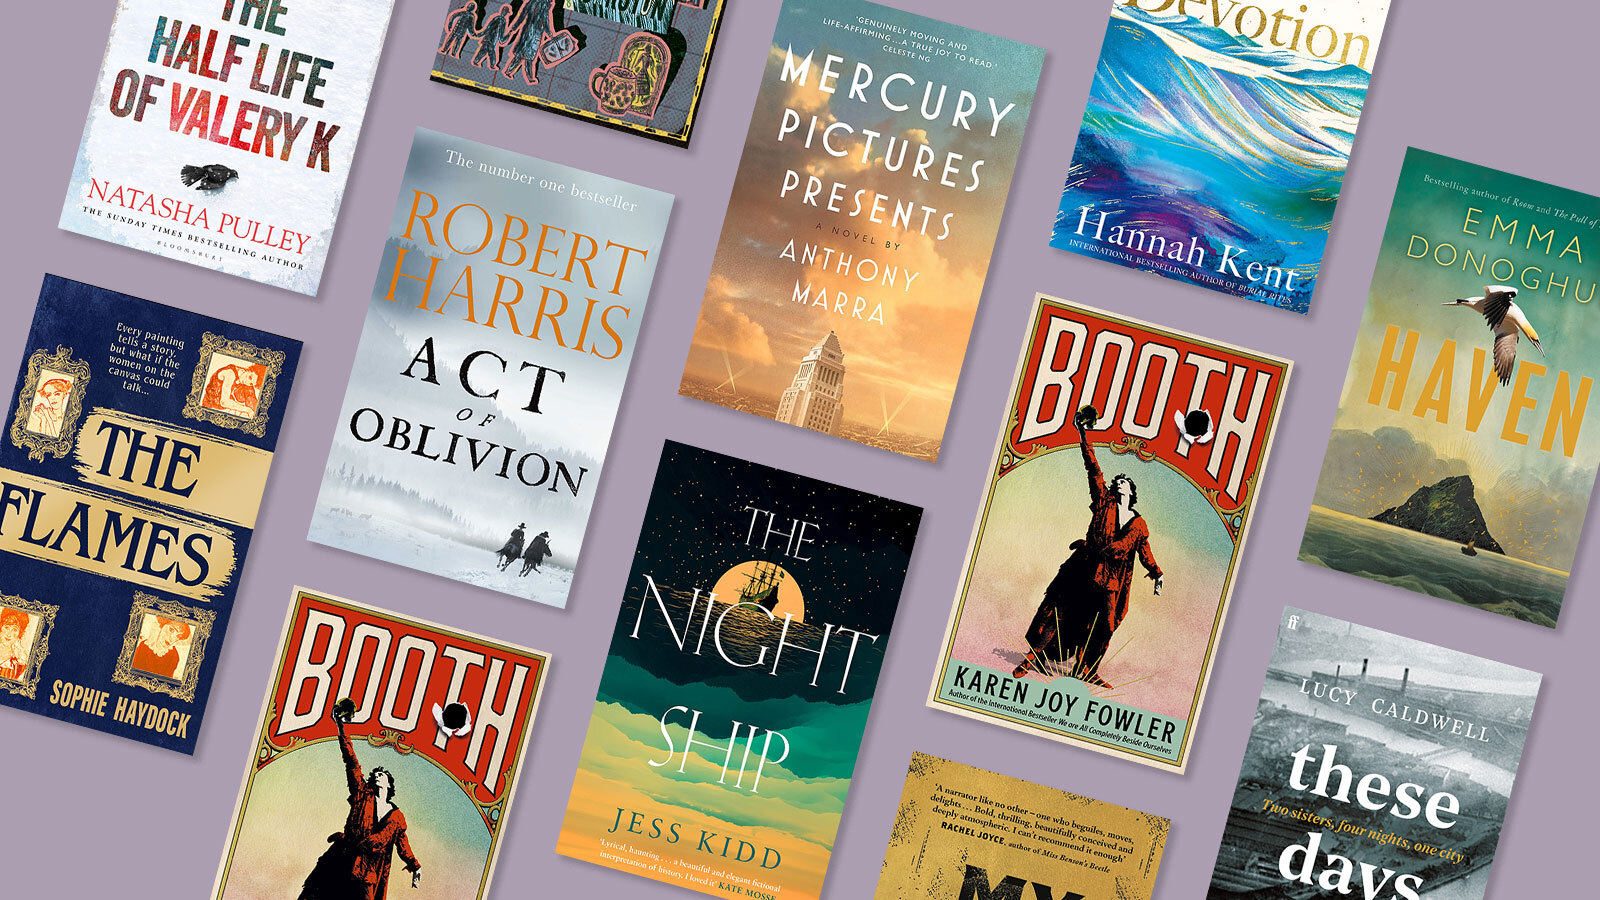 THE
HALF LIFE
OF VALERY K
NATASHA PULLEY
THE SUNDAY TIMES BESTSELLING AUTHOR
BLOOMSBURY
'GENUINELY MOVING AND
LIFE-AFFIRMING...A TRUE JOY TO READ.'
CELESTE NG
MERCURY
PICTURES
PRESENTS
A NOVEL BY
ANTHONY
MARRA
Devotion
Hannah Kent
INTERNATIONAL BESTSELLING AUTHOR OF BURIAL RITES
The number one bestseller
ROBERT
HARRIS
ACT
OF
OBLIVION
Bestselling author of Room and The Pull of
EMMA
DONOGHU
HAVEN
Every painting
tells a story,
but what if the
women on the
canvas could
talk...
THE
FLAMES
SOPHIE HAYDOCK
BOOTH
KAREN JOY FOWLER
Author of the International Bestseller We are All Completely Beside Ourselves
THE
NIGHT
SHIP
JESS KIDD
'Lyrical, haunting... a beautiful and elegant fictional
interpretation of history. I loved it' KATE MOSSE
BOOTH
ff
LUCY CALDWELL
these
Two sisters, four nights, one city
days
'A narrator like no other – one who beguiles, moves,
delights... Bold, thrilling, beautifully conceived and
deeply atmospheric. I can't recommend it enough'
RACHEL JOYCE, author of Miss Benson's Beetle
MY